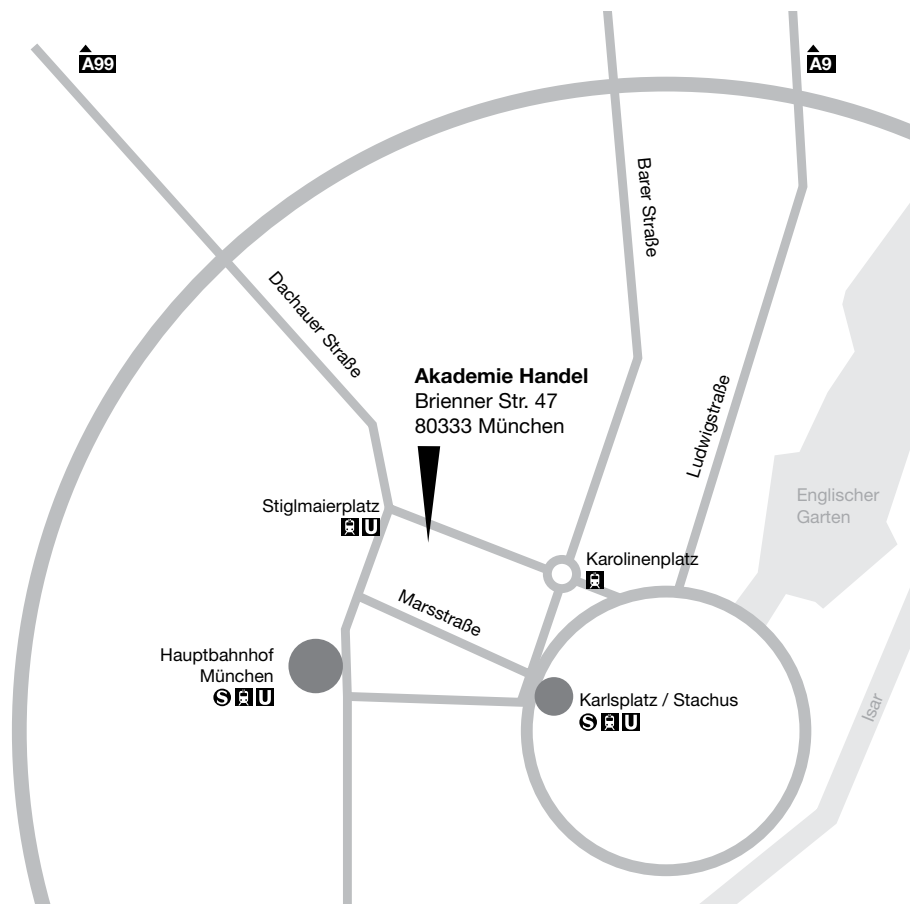 A99
A9
Barer Straße
Dachauer Straße
Akademie Handel
Brienner Str. 47
80333 München
Ludwigstraße
Englischer
Garten
Stiglmaierplatz
U
Karolinenplatz
Marsstraße
Hauptbahnhof
München
S U
Karlsplatz / Stachus
S U
Isar